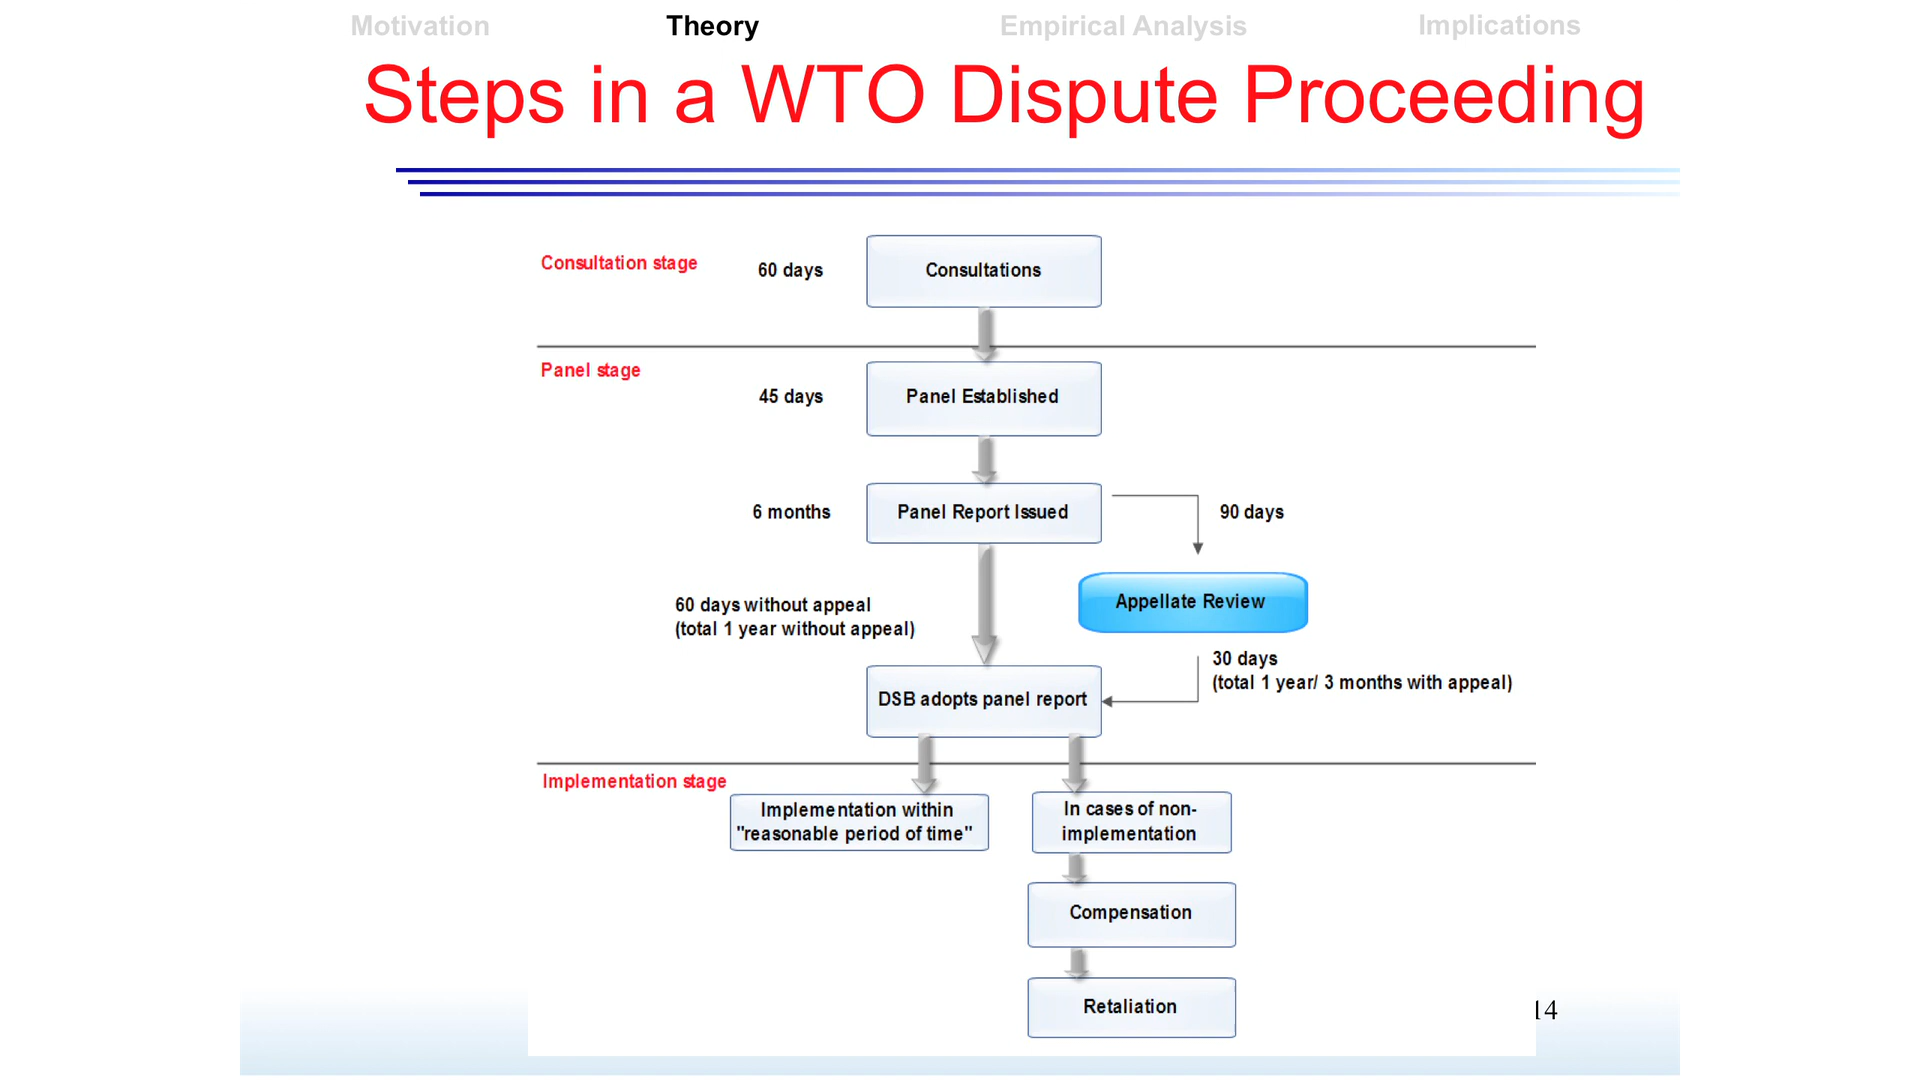 Motivation
Theory
Empirical Analysis
Implications
Steps in a WTO Dispute Proceeding
Consultation stage
60 days
Consultations
Panel stage
45 days
Panel Established
6 months
Panel Report Issued
90 days
60 days without appeal
(total 1 year without appeal)
Appellate Review
30 days
(total 1 year/ 3 months with appeal)
DSB adopts panel report
Implementation stage
Implementation within
"reasonable period of time"
In cases of non-
implementation
Compensation
Retaliation
14